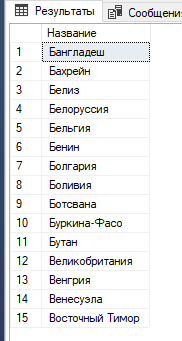 Результаты Сообщения
Название
1 Бангладеш
2 Бахрейн
3 Белиз
4 Белоруссия
5 Бельгия
6 Бенин
7 Болгария
8 Боливия
9 Ботсвана
10 Буркина-Фасо
11 Бутан
12 Великобритания
13 Венгрия
14 Венесуэла
15 Восточный Тимор